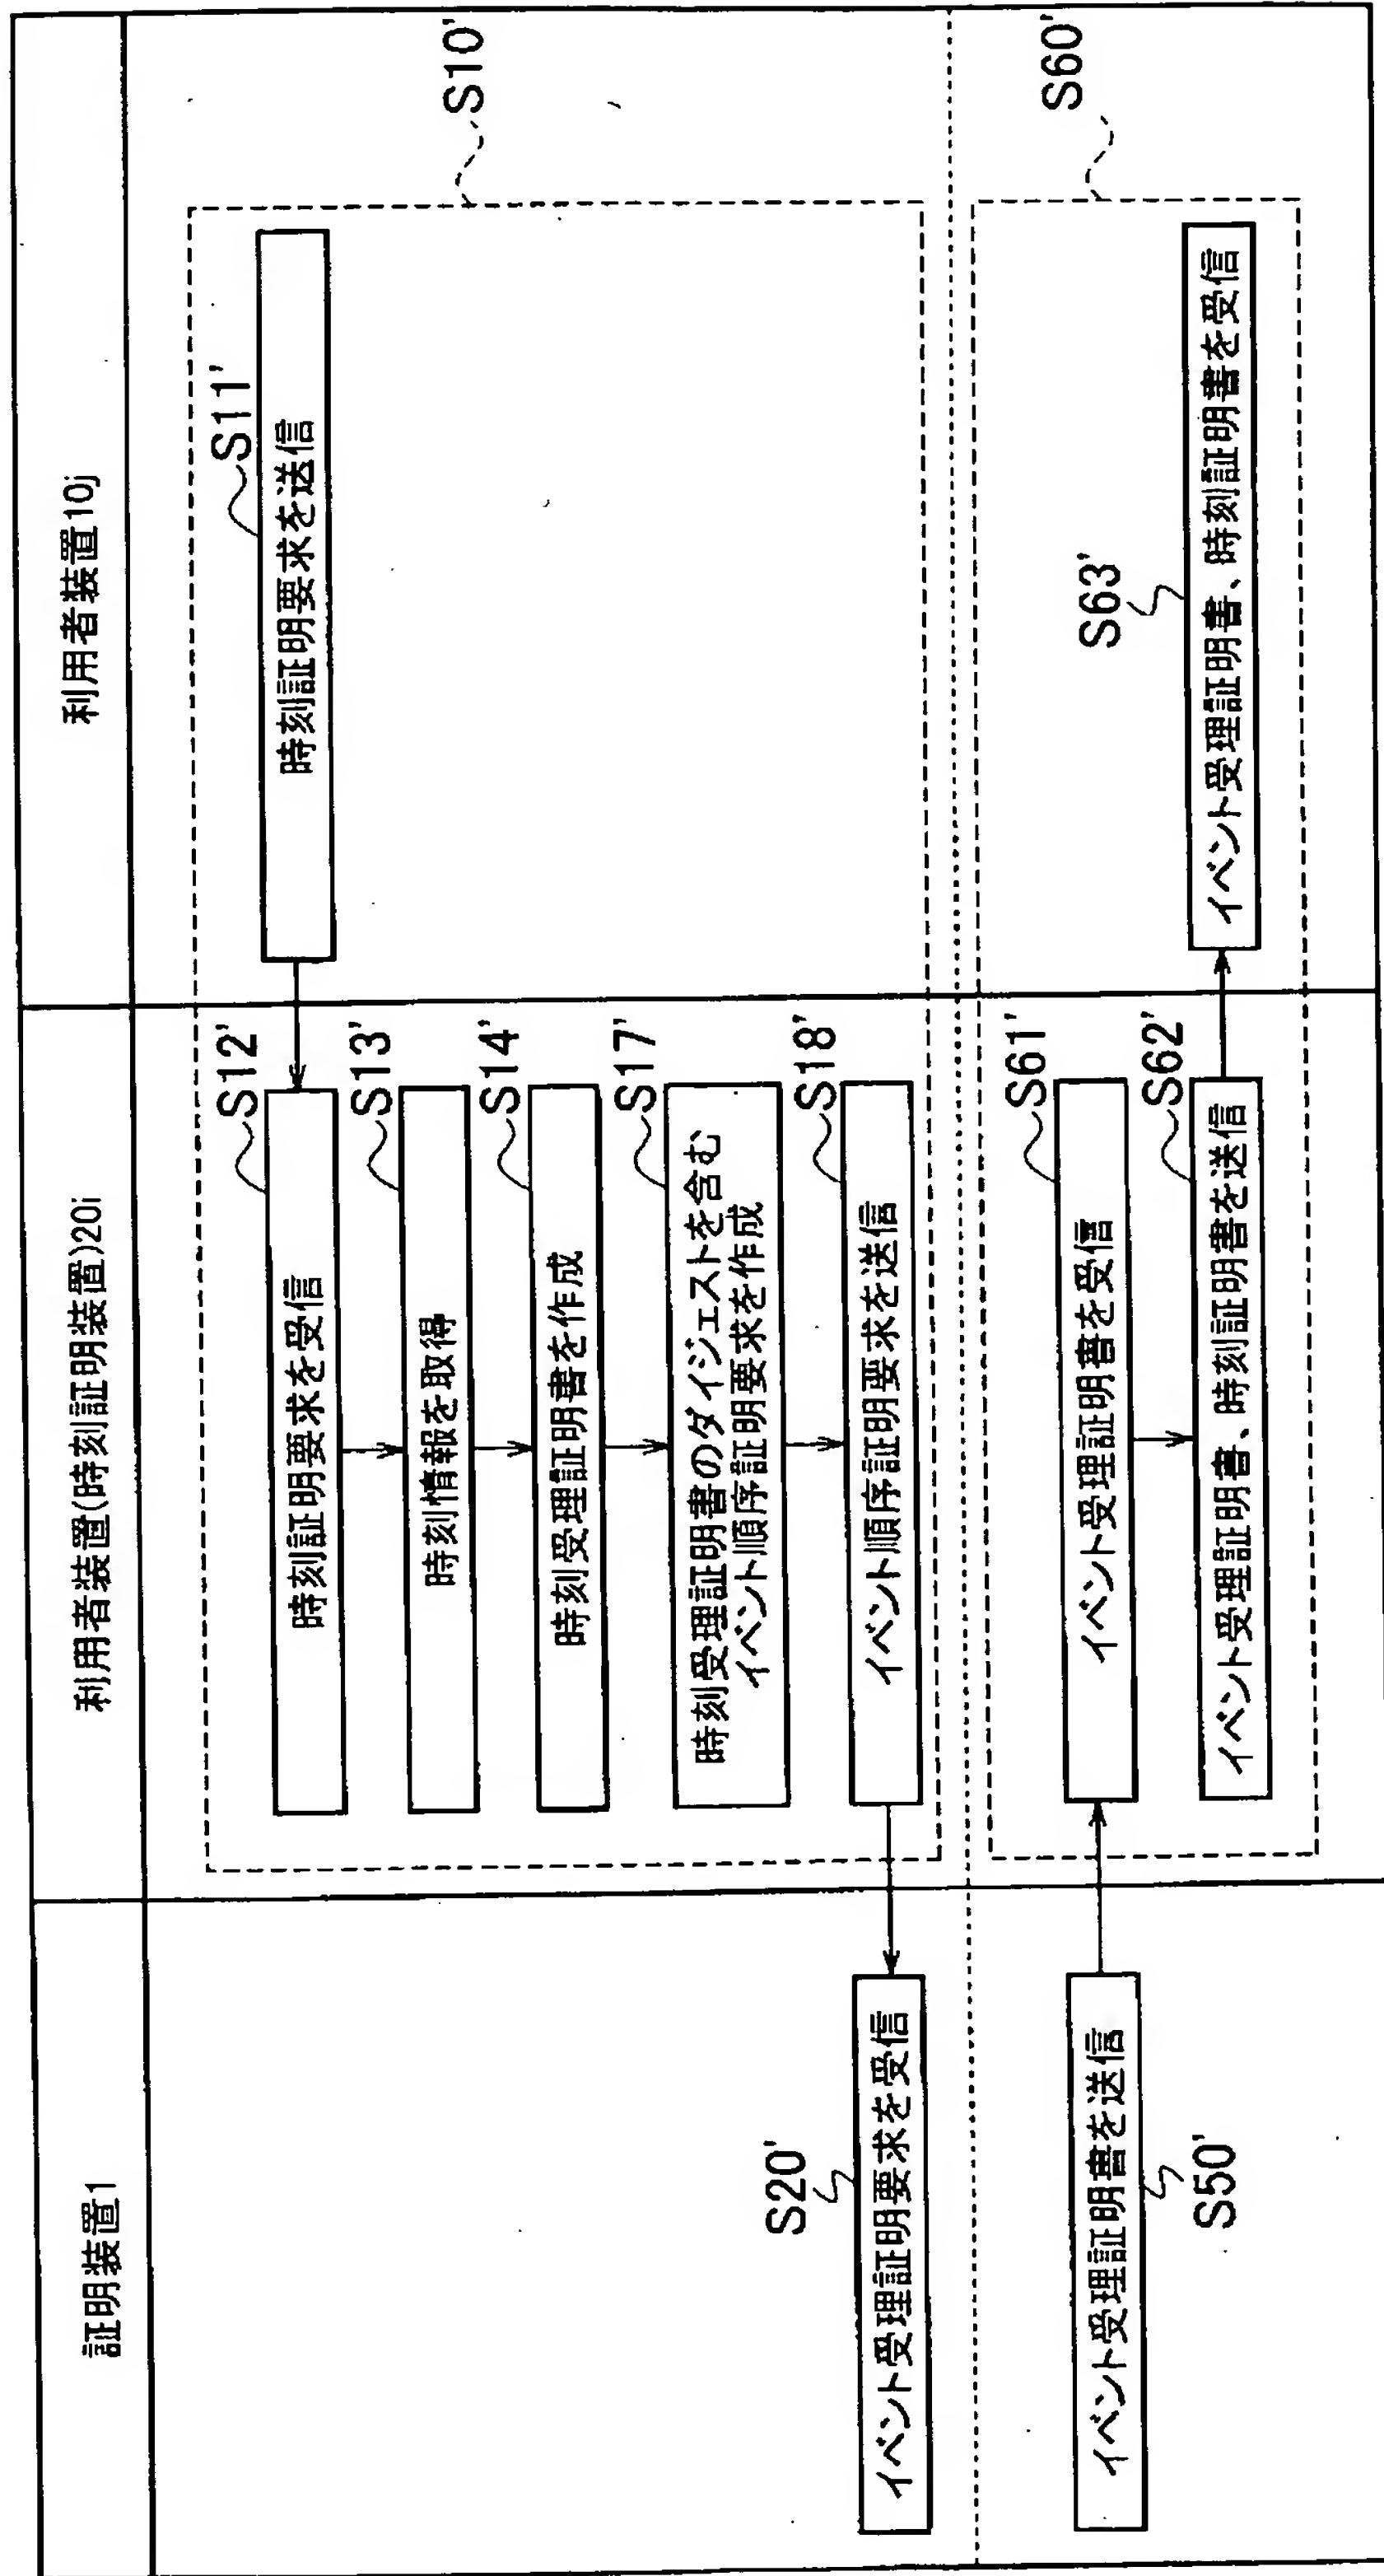 証明装置1
利用者装置(時刻証明装置)20i
利用者装置10j
S10'
S11'
時刻証明要求を送信
S12'
時刻証明要求を受信
S13'
時刻情報を取得
S14'
時刻受理証明書を作成
S17'
時刻受理証明書のダイジェストを含む
イベント順序証明要求を作成
S18'
イベント順序証明要求を送信
S20'
イベント受理証明要求を受信
S60'
イベント受理証明書を送信
S50'
S61'
イベント受理証明書を受信
S62'
イベント受理証明書、時刻証明書を送信
S63'
イベント受理証明書、時刻証明書を受信